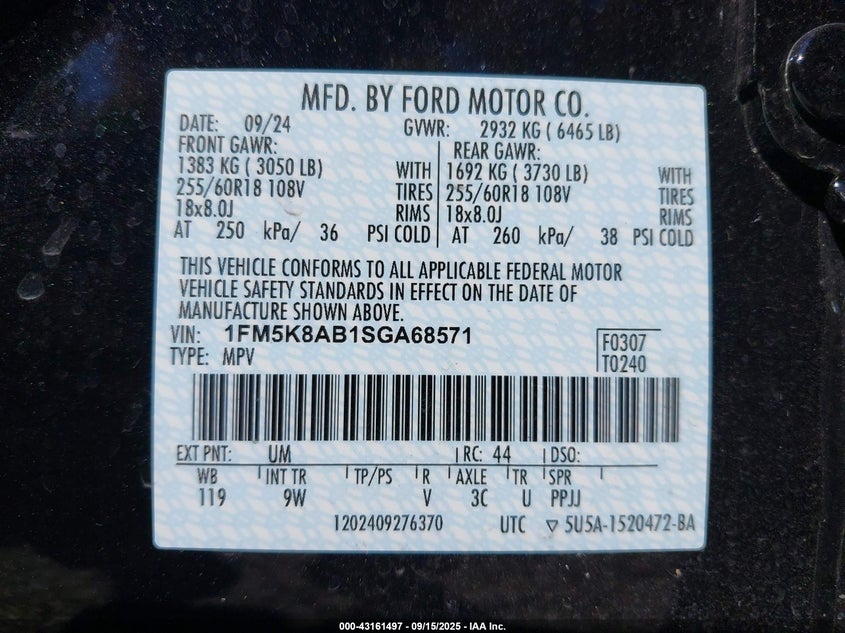 MFD. BY FORD MOTOR CO.
DATE: 09/24 GVWR: 2932 KG ( 6465 LB)
FRONT GAWR: REAR GAWR:
1383 KG ( 3050 LB) WITH 1692 KG ( 3730 LB) WITH
255/60R18 108V TIRES 255/60R18 108V TIRES
18x8.0J RIMS 18x8.0J RIMS
AT 250 kPa/ 36 PSI COLD AT 260 kPa/ 38 PSI COLD
THIS VEHICLE CONFORMS TO ALL APPLICABLE FEDERAL MOTOR
VEHICLE SAFETY STANDARDS IN EFFECT ON THE DATE OF
MANUFACTURE SHOWN ABOVE.
VIN: 1FM5K8AB1SGA68571 F0307
TYPE: MPV T0240
EXT PNT: UM RC: 44 DSO:
WB INT TR TP/PS R AXLE TR SPR
119 9W V 3C U PPJJ
1202409276370 UTC ▽ 5U5A-1520472-BA
000-43161497 - 09/15/2025 - IAA Inc.